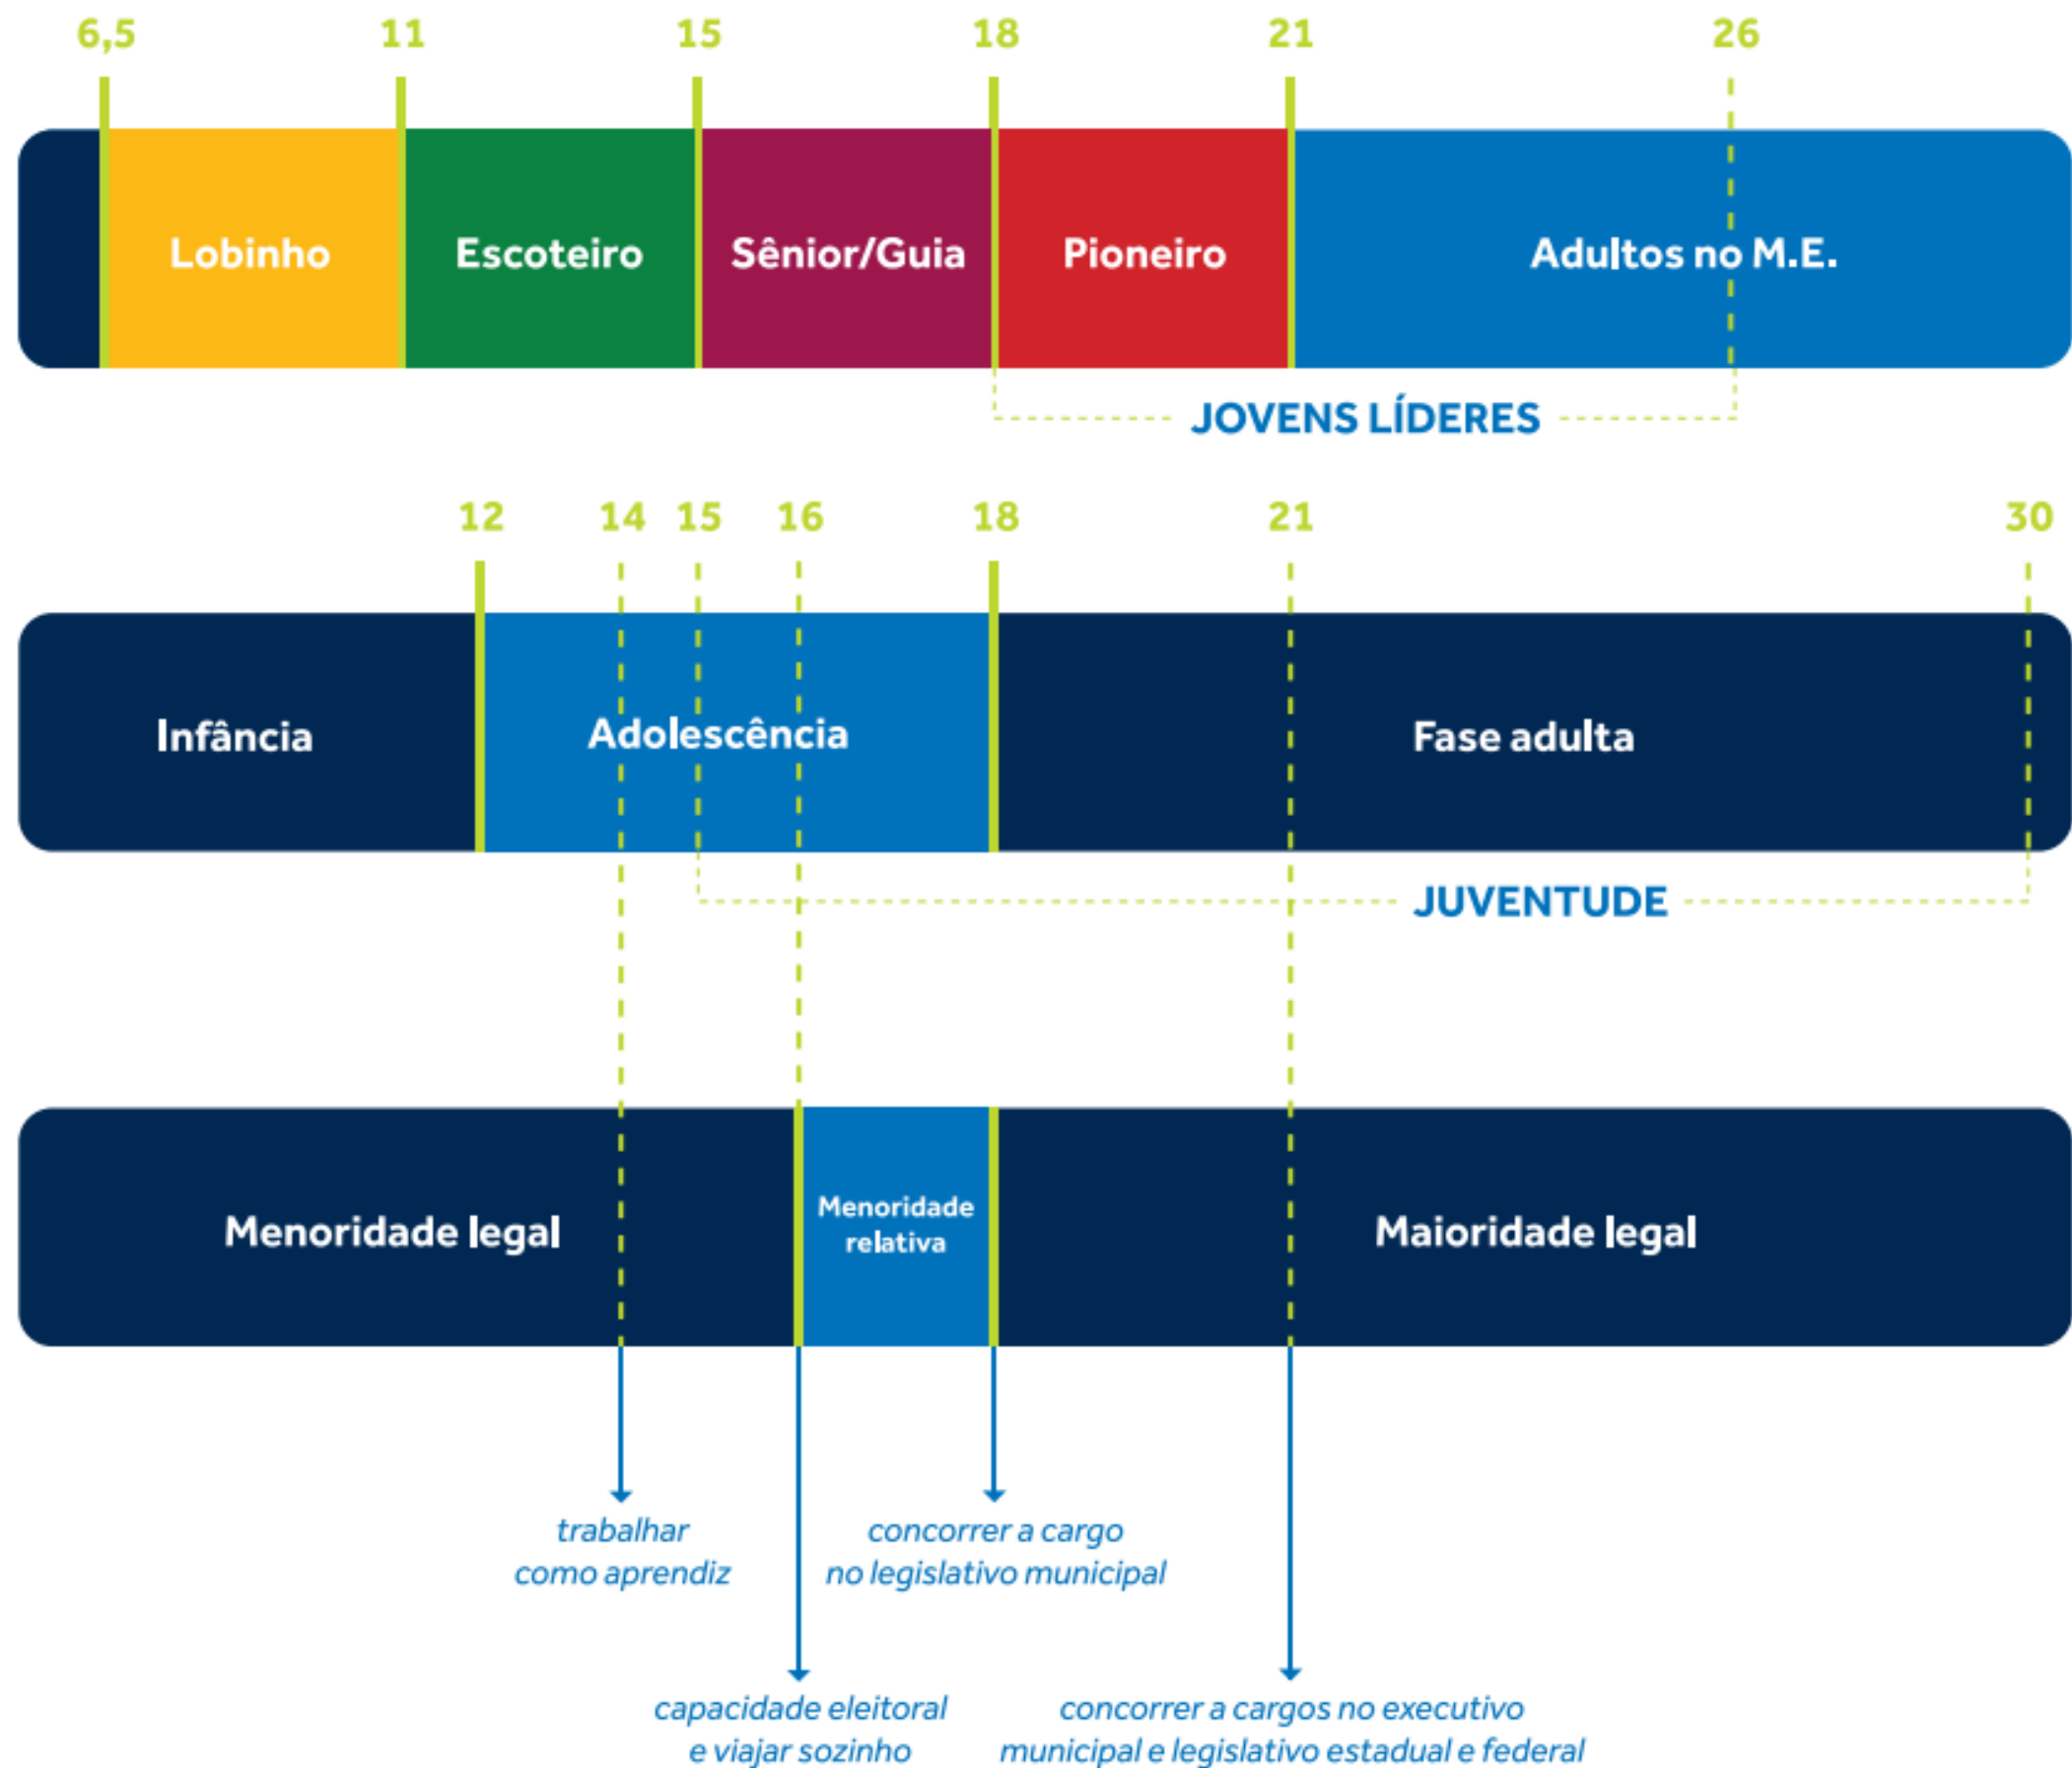 6,5 11 15 18 21 26
Lobinho Escoteiro Sênior/Guia Pioneiro Adultos no M.E.
JOVENS LÍDERES
12 14 15 16 18 21 30
Infância Adolescência Fase adulta
JUVENTUDE
Menoridade legal
Menoridade
relativa
Maioridade legal
trabalhar
como aprendiz
concorrer a cargo
no legislativo municipal
capacidade eleitoral
e viajar sozinho
concorrer a cargos no executivo
municipal e legislativo estadual e federal